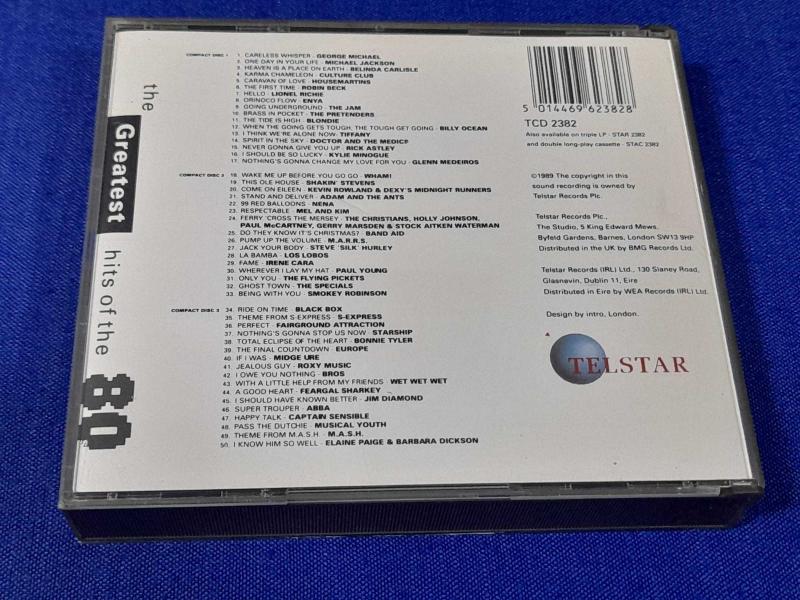 the Greatest hits of the 80
COMPACT DISC 1
1. CARELESS WHISPER - GEORGE MICHAEL
2. ONE DAY IN YOUR LIFE - MICHAEL JACKSON
3. HEAVEN IS A PLACE ON EARTH - BELINDA CARLISLE
4. KARMA CHAMELEON - CULTURE CLUB
5. CARAVAN OF LOVE - HOUSEMARTINS
6. THE FIRST TIME - ROBIN BECK
7. HELLO - LIONEL RICHIE
8. ORINOCO FLOW - ENYA
9. GOING UNDERGROUND - THE JAM
10. BRASS IN POCKET - THE PRETENDERS
11. THE TIDE IS HIGH - BLONDIE
12. WHEN THE GOING GETS TOUGH, THE TOUGH GET GOING - BILLY OCEAN
13. I THINK WE'RE ALONE NOW - TIFFANY
14. SPIRIT IN THE SKY - DOCTOR AND THE MEDICS
15. NEVER GONNA GIVE YOU UP - RICK ASTLEY
16. I SHOULD BE SO LUCKY - KYLIE MINOGUE
17. NOTHING'S GONNA CHANGE MY LOVE FOR YOU - GLENN MEDEIROS
COMPACT DISC 2
18. WAKE ME UP BEFORE YOU GO GO - WHAM!
19. THIS OLE HOUSE - SHAKIN' STEVENS
20. COME ON EILEEN - KEVIN ROWLAND & DEXY'S MIDNIGHT RUNNERS
21. STAND AND DELIVER - ADAM AND THE ANTS
22. 99 RED BALLOONS - NENA
23. RESPECTABLE - MEL AND KIM
24. FERRY 'CROSS THE MERSEY - THE CHRISTIANS, HOLLY JOHNSON,
PAUL McCARTNEY, GERRY MARSDEN & STOCK AITKEN WATERMAN
25. DO THEY KNOW IT'S CHRISTMAS? - BAND AID
26. PUMP UP THE VOLUME - M.A.R.R.S.
27. JACK YOUR BODY - STEVE 'SILK' HURLEY
28. LA BAMBA - LOS LOBOS
29. FAME - IRENE CARA
30. WHEREVER I LAY MY HAT - PAUL YOUNG
31. ONLY YOU - THE FLYING PICKETS
32. GHOST TOWN - THE SPECIALS
33. BEING WITH YOU - SMOKEY ROBINSON
COMPACT DISC 3
34. RIDE ON TIME - BLACK BOX
35. THEME FROM S-EXPRESS - S-EXPRESS
36. PERFECT - FAIRGROUND ATTRACTION
37. NOTHING'S GONNA STOP US NOW - STARSHIP
38. TOTAL ECLIPSE OF THE HEART - BONNIE TYLER
39. THE FINAL COUNTDOWN - EUROPE
40. IF I WAS - MIDGE URE
41. JEALOUS GUY - ROXY MUSIC
42. I OWE YOU NOTHING - BROS
43. WITH A LITTLE HELP FROM MY FRIENDS - WET WET WET
44. A GOOD HEART - FEARGAL SHARKEY
45. I SHOULD HAVE KNOWN BETTER - JIM DIAMOND
46. SUPER TROUPER - ABBA
47. HAPPY TALK - CAPTAIN SENSIBLE
48. PASS THE DUTCHIE - MUSICAL YOUTH
49. THEME FROM M.A.S.H. - M.A.S.H.
50. I KNOW HIM SO WELL - ELAINE PAIGE & BARBARA DICKSON
5 014469 623828
TCD 2382
Also available on triple LP - STAR 2382
and double long-play cassette - STAC 2382
©1989 The copyright in this
sound recording is owned by
Telstar Records Plc.
Telstar Records Plc.,
The Studio, 5 King Edward Mews,
Byfeld Gardens, Barnes, London SW13 9HP
Distributed in the UK by BMG Records Ltd.
Telstar Records (IRL) Ltd., 130 Slaney Road,
Glasnevin, Dublin 11, Eire
Distributed in Eire by WEA Records (IRL) Ltd.
Design by intro, London.
TELSTAR